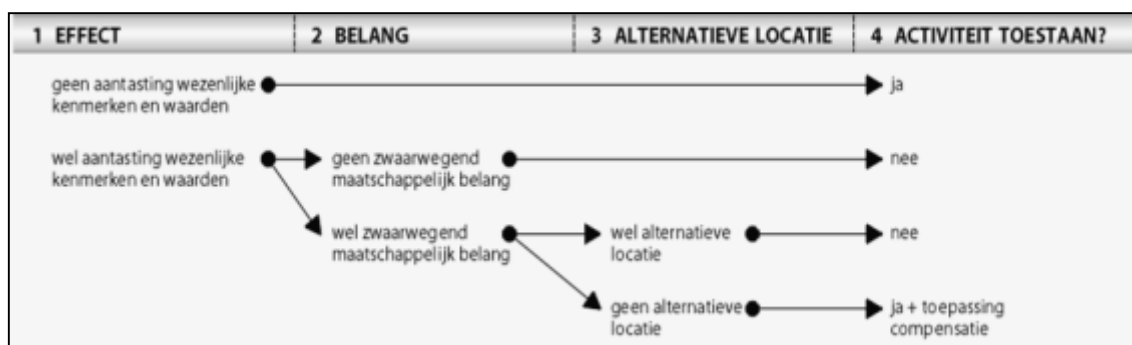 1 EFFECT 2 BELANG 3 ALTERNATIEVE LOCATIE 4 ACTIVITEIT TOESTAAN?
geen aantasting wezenlijke
kenmerken en waarden
ja
wel aantasting wezenlijke
kenmerken en waarden
geen zwaarwegend
maatschappelijk belang
nee
wel zwaarwegend
maatschappelijk belang
wel alternatieve
locatie
nee
geen alternatieve
locatie
ja + toepassing
compensatie